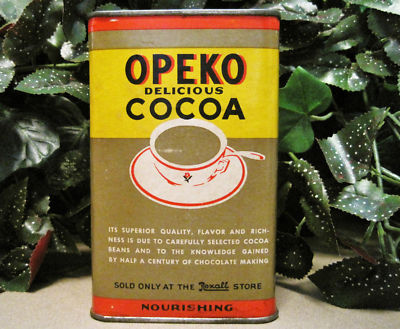 OPEKO
DELICIOUS
COCOA
ITS SUPERIOR QUALITY, FLAVOR AND RICH-
NESS IS DUE TO CAREFULLY SELECTED COCOA
BEANS AND TO THE KNOWLEDGE GAINED
BY HALF A CENTURY OF CHOCOLATE MAKING
SOLD ONLY AT THE Rexall STORE
NOURISHING